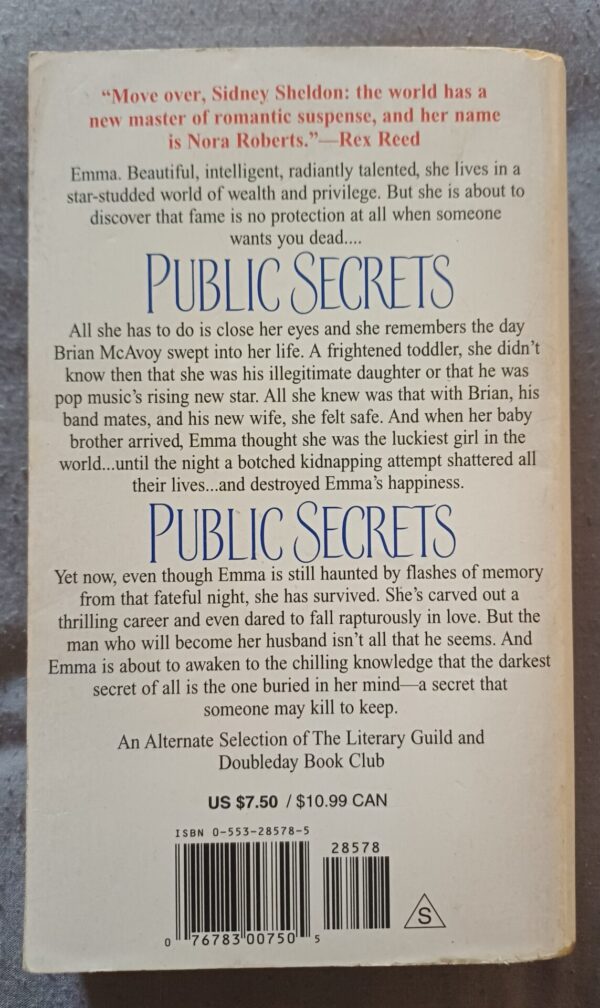 “Move over, Sidney Sheldon: the world has a
new master of romantic suspense, and her name
is Nora Roberts.”—Rex Reed
Emma. Beautiful, intelligent, radiantly talented, she lives in a
star-studded world of wealth and privilege. But she is about to
discover that fame is no protection at all when someone
wants you dead....
PUBLIC SECRETS
All she has to do is close her eyes and she remembers the day
Brian McAvoy swept into her life. A frightened toddler, she didn’t
know then that she was his illegitimate daughter or that he was
pop music’s rising new star. All she knew was that with Brian, his
band mates, and his new wife, she felt safe. And when her baby
brother arrived, Emma thought she was the luckiest girl in the
world...until the night a botched kidnapping attempt shattered all
their lives...and destroyed Emma’s happiness.
PUBLIC SECRETS
Yet now, even though Emma is still haunted by flashes of memory
from that fateful night, she has survived. She’s carved out a
thrilling career and even dared to fall rapturously in love. But the
man who will become her husband isn’t all that he seems. And
Emma is about to awaken to the chilling knowledge that the darkest
secret of all is the one buried in her mind—a secret that
someone may kill to keep.
An Alternate Selection of The Literary Guild and
Doubleday Book Club
US $7.50 / $10.99 CAN
ISBN 0-553-28578-5
28578
S
0 76783 00750 5